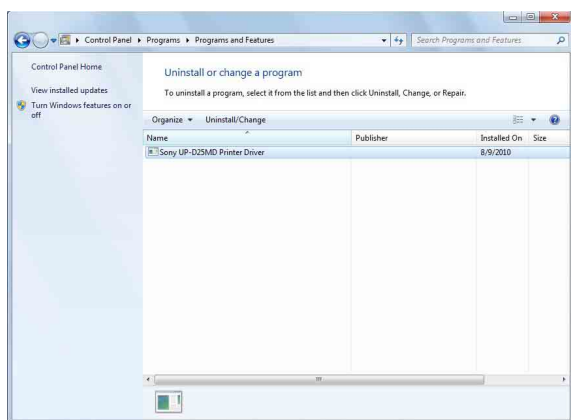 Control Panel ▸ Programs ▸ Programs and Features
Search Programs and Features
Control Panel Home
View installed updates
Turn Windows features on or
off
Uninstall or change a program
To uninstall a program, select it from the list and then click Uninstall, Change, or Repair.
Organize Uninstall/Change
Name Publisher Installed On Size
Sony UP-D25MD Printer Driver 8/9/2010